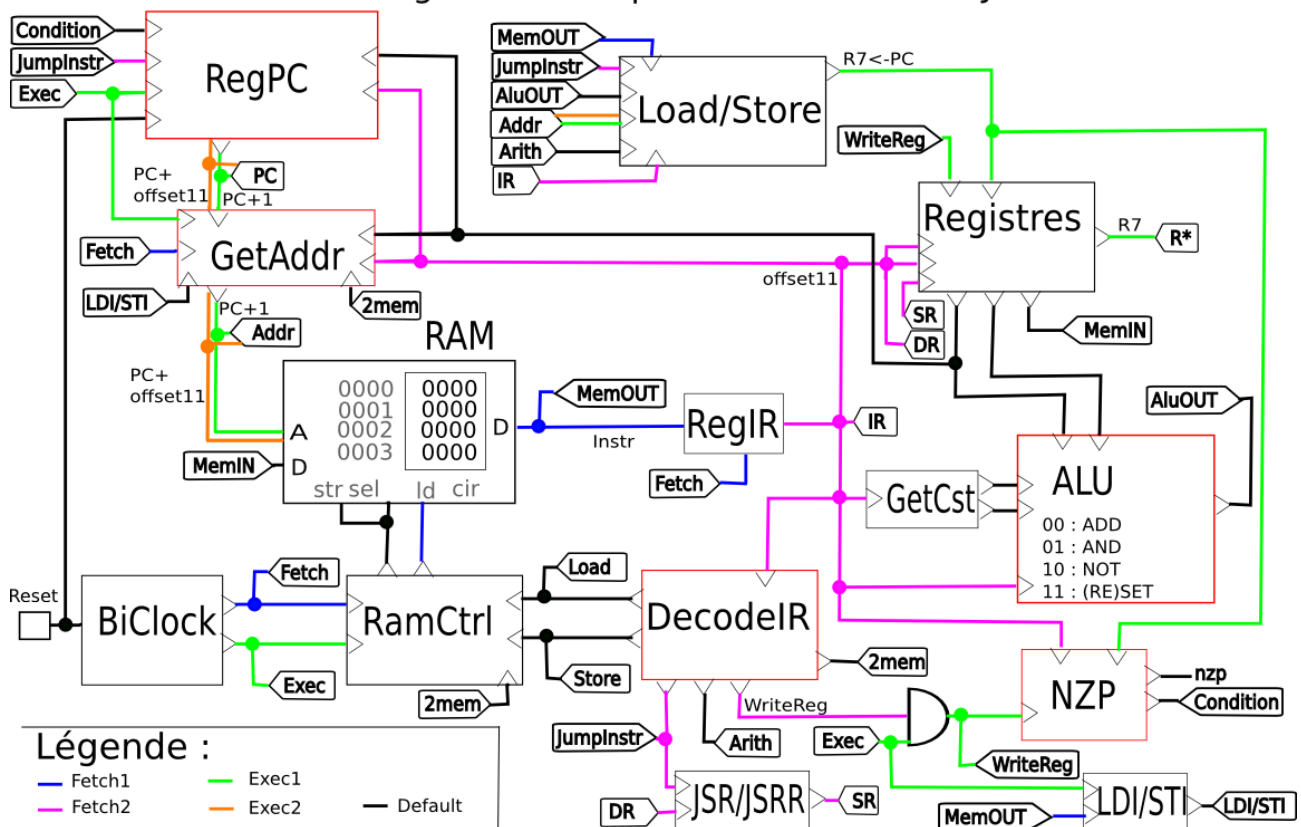 Condition
JumpInstr
Exec
RegPC
PC
PC+
offset11
PC+1
Fetch
GetAddr
LDI/STI
2mem
PC+1
Addr
PC+
offset11
MemOUT
JumpInstr
AluOUT
Addr
Arith
IR
Load/Store
R7<-PC
WriteReg
Registres
R7
R*
offset11
SR
DR
MemIN
RAM
0000
0001
0002
0003
0000
0000
0000
0000
A
D
D
str sel
ld
cir
MemIN
MemOUT
Instr
RegIR
Fetch
IR
GetCst
AluOUT
ALU
00 : ADD
01 : AND
10 : NOT
11 : (RE)SET
Reset
BiClock
Fetch
Exec
RamCtrl
2mem
Load
Store
DecodeIR
2mem
WriteReg
JumpInstr
Arith
Exec
NZP
nzp
Condition
WriteReg
DR
JSR/JSRR
SR
MemOUT
LDI/STI
LDI/STI
Légende :
Fetch1
Exec1
Fetch2
Exec2
Default